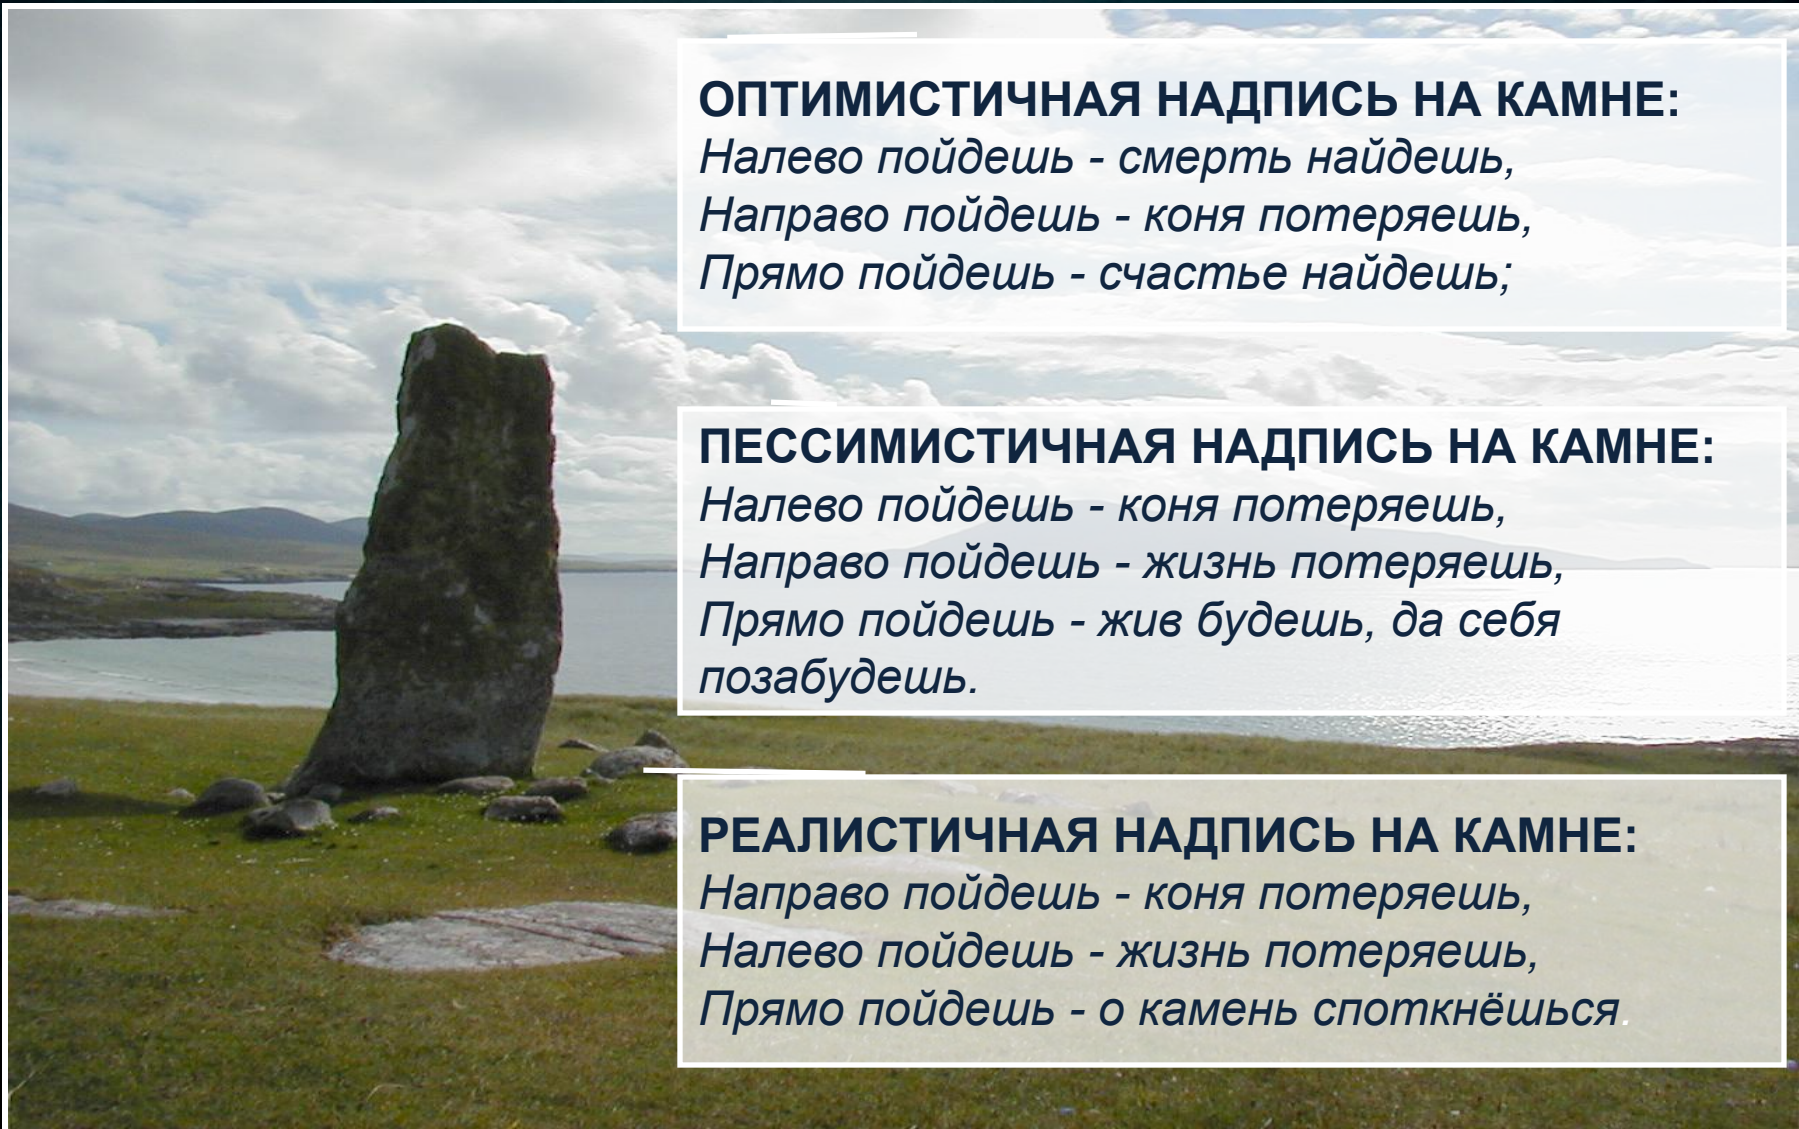 ОПТИМИСТИЧНАЯ НАДПИСЬ НА КАМНЕ:
Налево пойдешь - смерть найдешь,
Направо пойдешь - коня потеряешь,
Прямо пойдешь - счастье найдешь;
ПЕССИМИСТИЧНАЯ НАДПИСЬ НА КАМНЕ:
Налево пойдешь - коня потеряешь,
Направо пойдешь - жизнь потеряешь,
Прямо пойдешь - жив будешь, да себя
позабудешь.
РЕАЛИСТИЧНАЯ НАДПИСЬ НА КАМНЕ:
Направо пойдешь - коня потеряешь,
Налево пойдешь - жизнь потеряешь,
Прямо пойдешь - о камень споткнёшься.